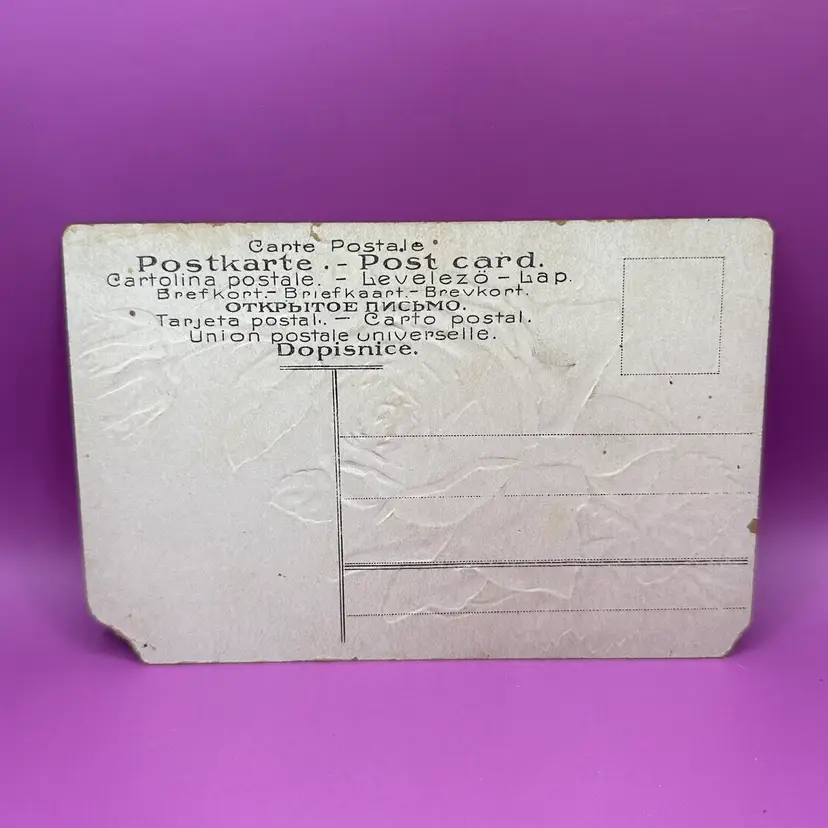 Carte Postale.
Postkarte. - Post card.
Cartolina postale. - Levelezö - Lap.
Brefkort. - Briefkaart. - Brevkort.
ОТКРЫТОЕ ПИСЬМО.
Tarjeta postal. - Carto postal.
Union postale universelle.
Dopisnice.